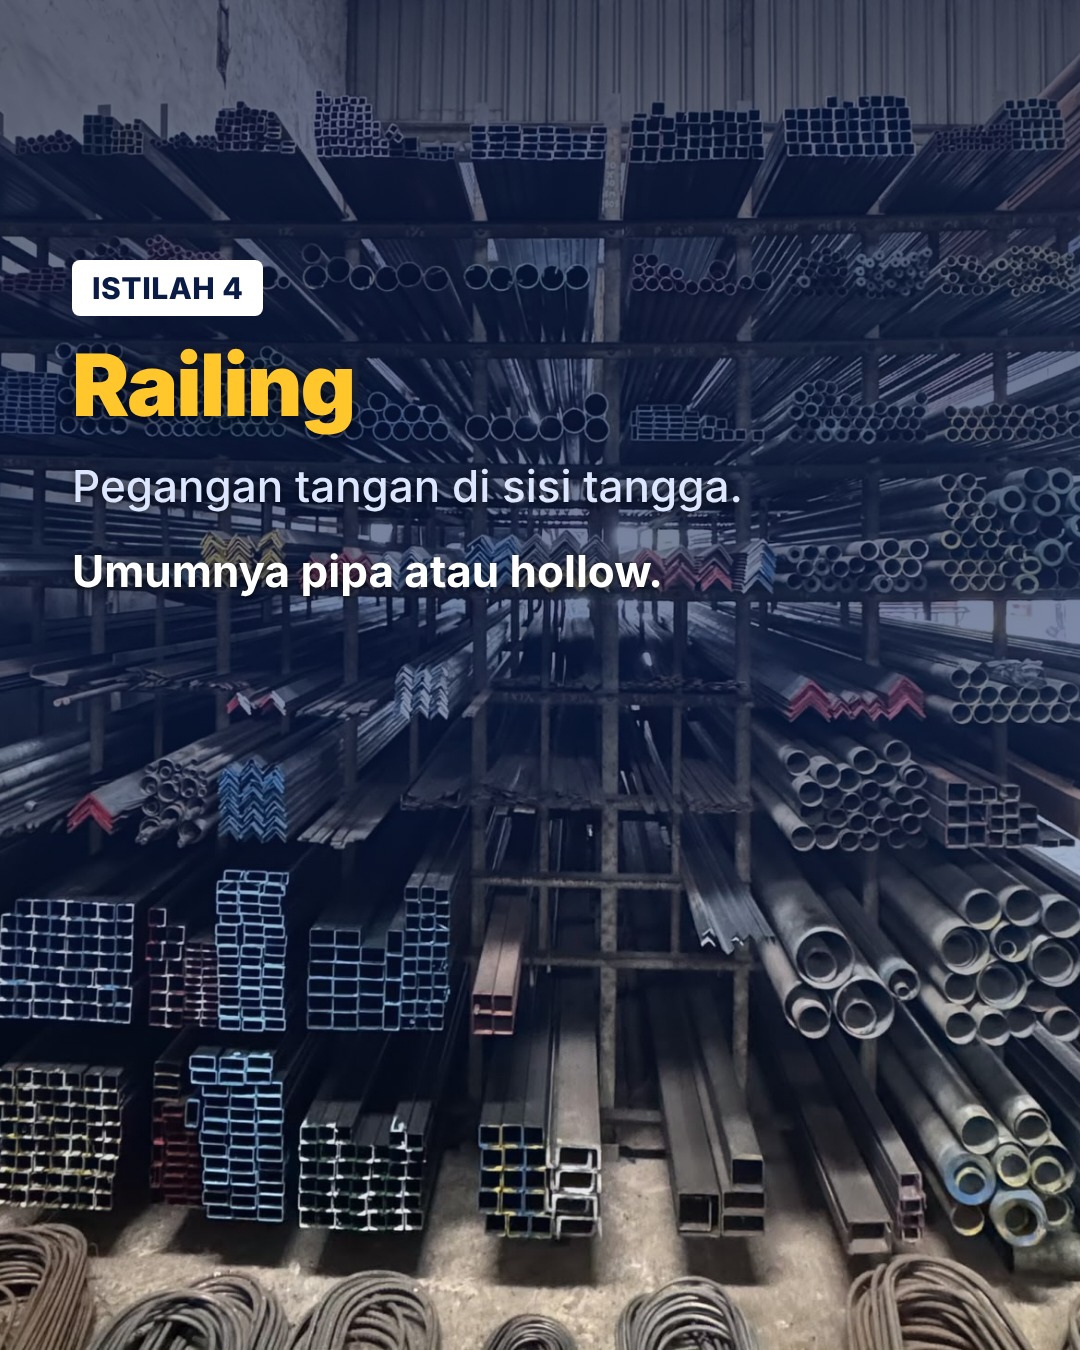 ISTILAH 4
Railing
Pegangan tangan di sisi tangga.
Umumnya pipa atau hollow.